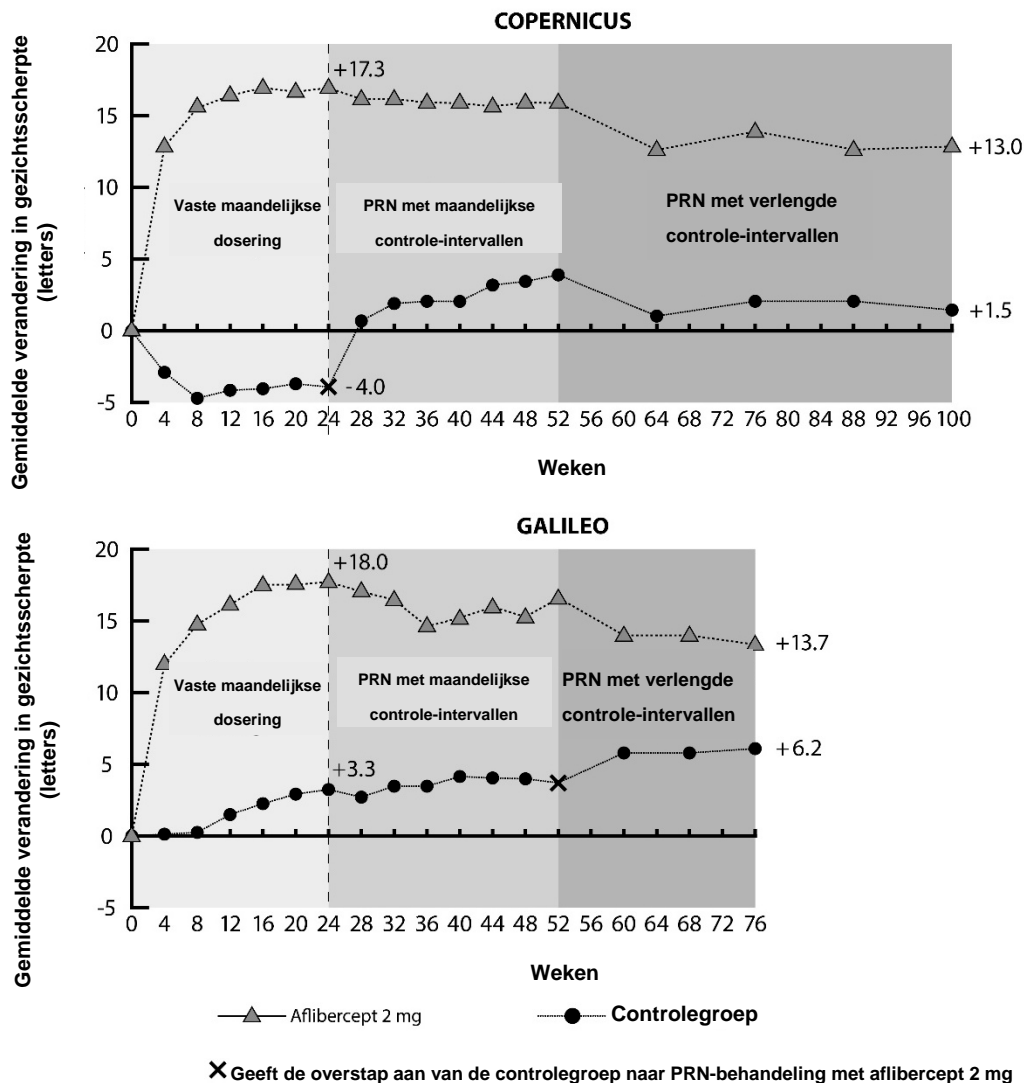 COPERNICUS
Gemiddelde verandering in gezichtsscherpte
(letters)
20
15
10
5
0
-5
+17.3
-4.0
+13.0
+1.5
Vaste maandelijkse
dosering
PRN met maandelijkse
controle-intervallen
PRN met verlengde
controle-intervallen
0 4 8 12 16 20 24 28 32 36 40 44 48 52 56 60 64 68 72 76 80 84 88 92 96 100
Weken
GALILEO
Gemiddelde verandering in gezichtsscherpte
(letters)
20
15
10
5
0
-5
+18.0
+3.3
+13.7
+6.2
Vaste maandelijkse
dosering
PRN met maandelijkse
controle-intervallen
PRN met verlengde
controle-intervallen
0 4 8 12 16 20 24 28 32 36 40 44 48 52 56 60 64 68 72 76
Weken
Aflibercept 2 mg
Controlegroep
Geeft de overstap aan van de controlegroep naar PRN-behandeling met aflibercept 2 mg